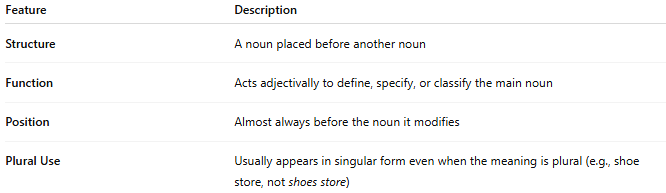 Feature Description
Structure A noun placed before another noun
Function Acts adjectivally to define, specify, or classify the main noun
Position Almost always before the noun it modifies
Plural Use Usually appears in singular form even when the meaning is plural (e.g., shoe
store, not shoes store)